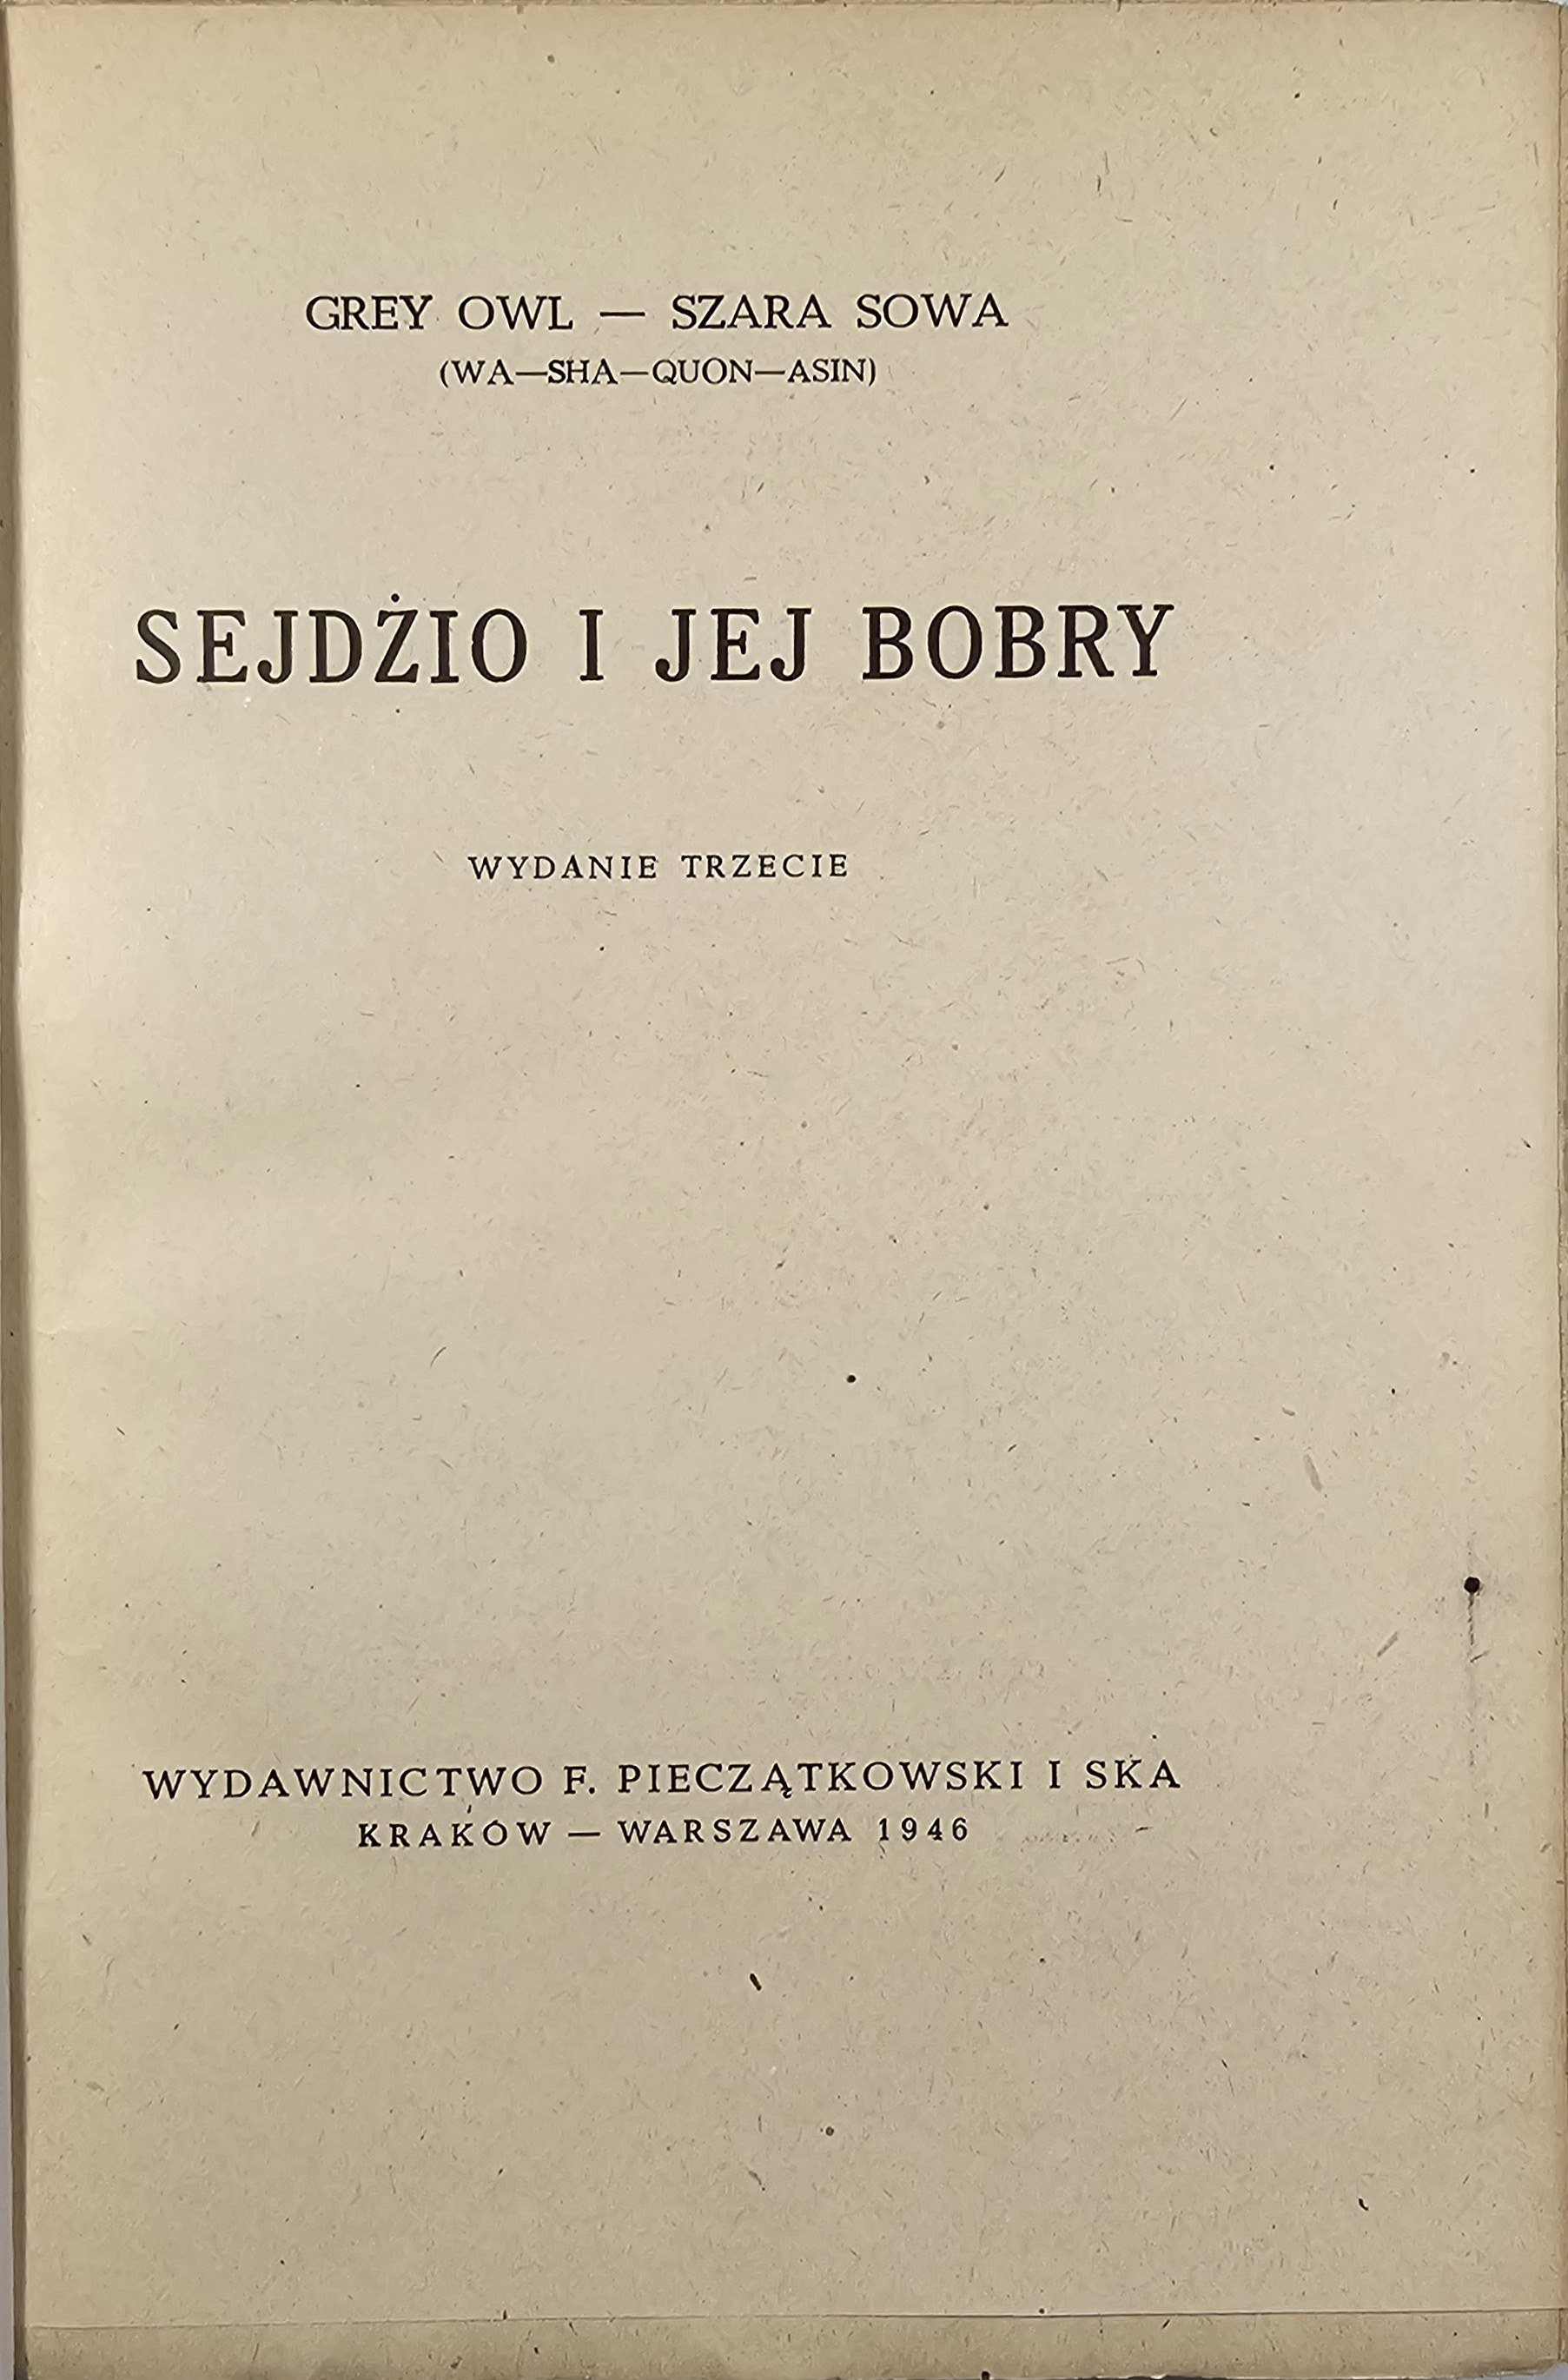 GREY OWL — SZARA SOWA
(WA—SHA—QUON—ASIN)
SEJDŻIO I JEJ BOBRY
WYDANIE TRZECIE
WYDAWNICTWO F. PIECZĄTKOWSKI I SKA
KRAKÓW — WARSZAWA 1946